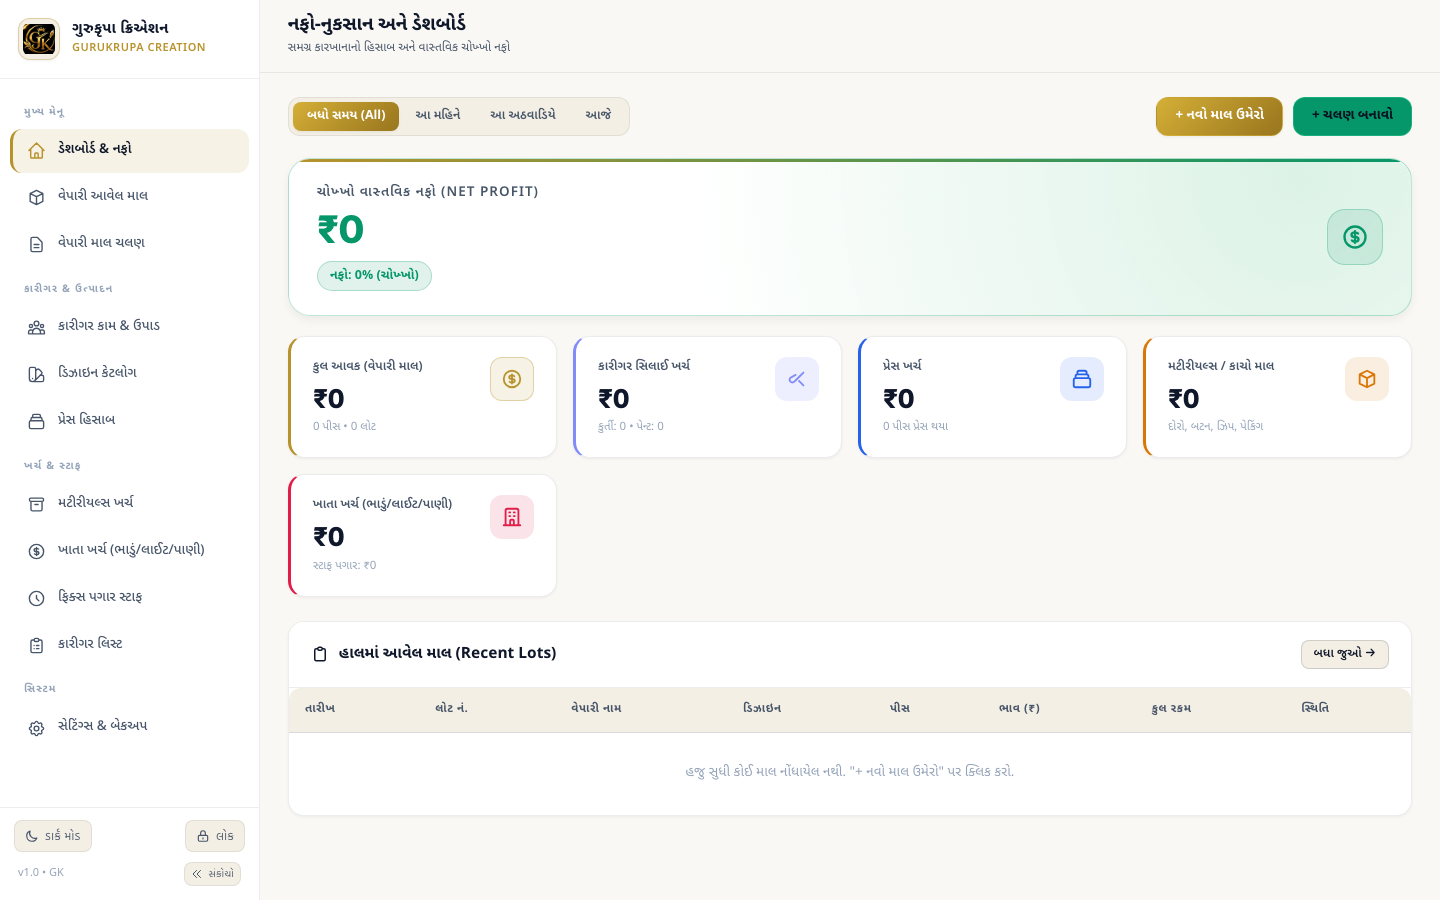 ગુરુકૃપા ક્રિએશન
GURUKRUPA CREATION
મુખ્ય મેનૂ
ડેશબોર્ડ & નફો
વેપારી આવેલ માલ
વેપારી માલ ચલણ
કારીગર & ઉત્પાદન
કારીગર કામ & ઉપાડ
ડિઝાઇન કેટલોગ
પ્રેસ હિસાબ
ખર્ચ & સ્ટાફ
મટીરીયલ્સ ખર્ચ
ખાતા ખર્ચ (ભાડું/લાઈટ/પાણી)
ફિક્સ પગાર સ્ટાફ
કારીગર લિસ્ટ
સિસ્ટમ
સેટિંગ્સ & બેકઅપ
ડાર્ક મોડ
લોક
v1.0 • GK
સંકોચો
નફો-નુકસાન અને ડેશબોર્ડ
સમગ્ર કારખાનાનો હિસાબ અને વાસ્તવિક ચોખ્ખો નફો
બધો સમય (All) આ મહિને આ અઠવાડિયે આજે
+ નવો માલ ઉમેરો
+ ચલણ બનાવો
ચોખ્ખો વાસ્તવિક નફો (NET PROFIT)
₹0
નફો: 0% (ચોખ્ખો)
કુલ આવક (વેપારી માલ)
₹0
0 પીસ • 0 લોટ
કારીગર સિલાઈ ખર્ચ
₹0
કુર્તી: 0 • પેન્ટ: 0
પ્રેસ ખર્ચ
₹0
0 પીસ પ્રેસ થયા
મટીરીયલ્સ / કાચો માલ
₹0
દોરો, બટન, ઝિપ, પેકિંગ
ખાતા ખર્ચ (ભાડું/લાઈટ/પાણી)
₹0
સ્ટાફ પગાર: ₹0
હાલમાં આવેલ માલ (Recent Lots)
બધા જુઓ →
તારીખ લોટ નં. વેપારી નામ ડિઝાઇન પીસ ભાવ (₹) કુલ રકમ સ્થિતિ
હજુ સુધી કોઈ માલ નોંધાયેલ નથી. "+ નવો માલ ઉમેરો" પર ક્લિક કરો.